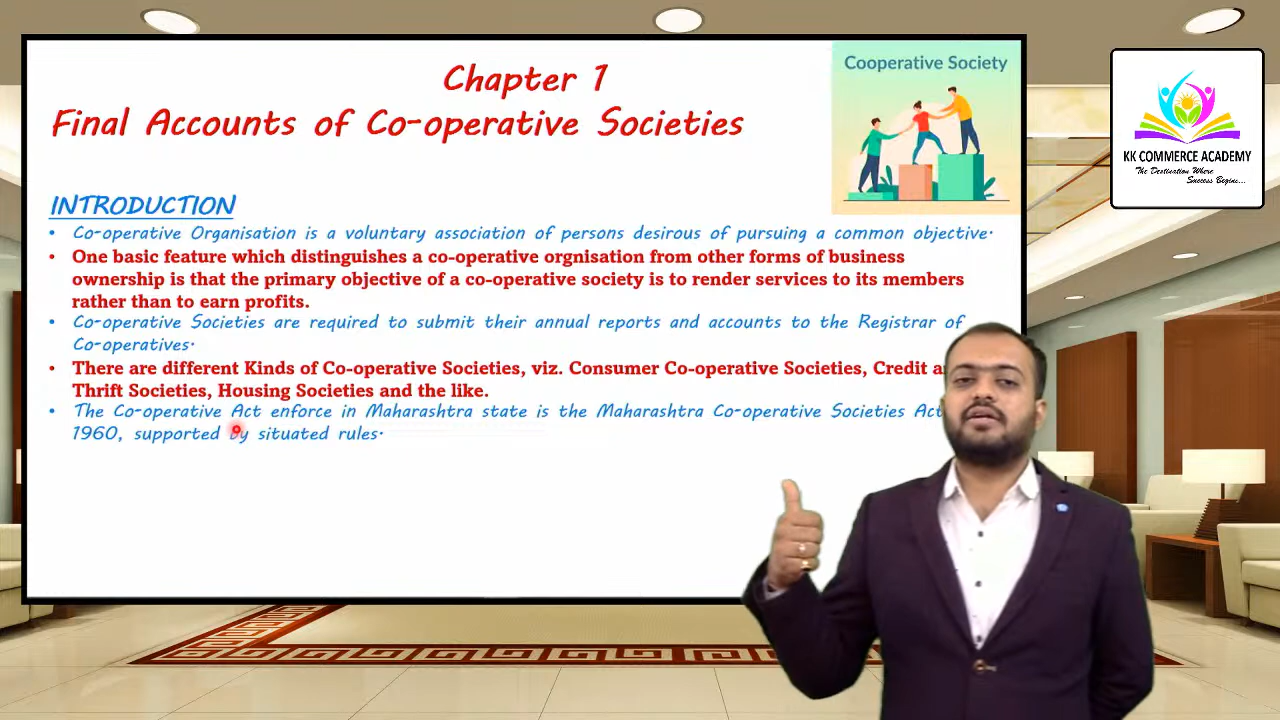 Chapter 1
Final Accounts of Co-operative Societies
Cooperative Society
KK COMMERCE ACADEMY
The Destination Where
Success Begins...
INTRODUCTION
• Co-operative Organisation is a voluntary association of persons desirous of pursuing a common objective.
• One basic feature which distinguishes a co-operative orgnisation from other forms of business
ownership is that the primary objective of a co-operative society is to render services to its members
rather than to earn profits.
• Co-operative Societies are required to submit their annual reports and accounts to the Registrar of
Co-operatives.
• There are different Kinds of Co-operative Societies, viz. Consumer Co-operative Societies, Credit
Thrift Societies, Housing Societies and the like.
• The Co-operative Act enforce in Maharashtra state is the Maharashtra Co-operative Societies Act
1960, supported by situated rules.